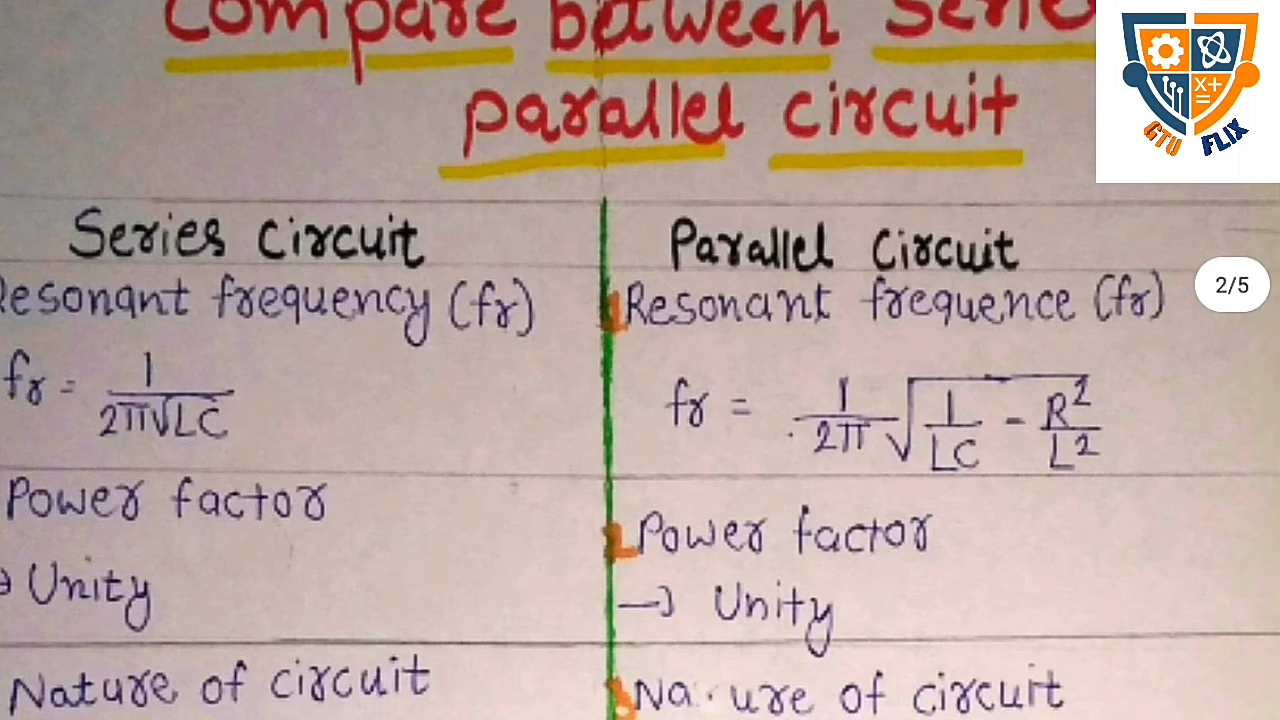 Compare between Serie
parallel circuit
GTU FLIX
X+
=
Series Circuit
Parallel Circuit
Resonant frequency (fr)
1 Resonant frequence (fr)
fr = 1/2π√LC
fr = 1/2π √1/LC - R²/L²
2/5
Power factor
Power factor
→ Unity
→ Unity
Nature of circuit
Na ure of circuit